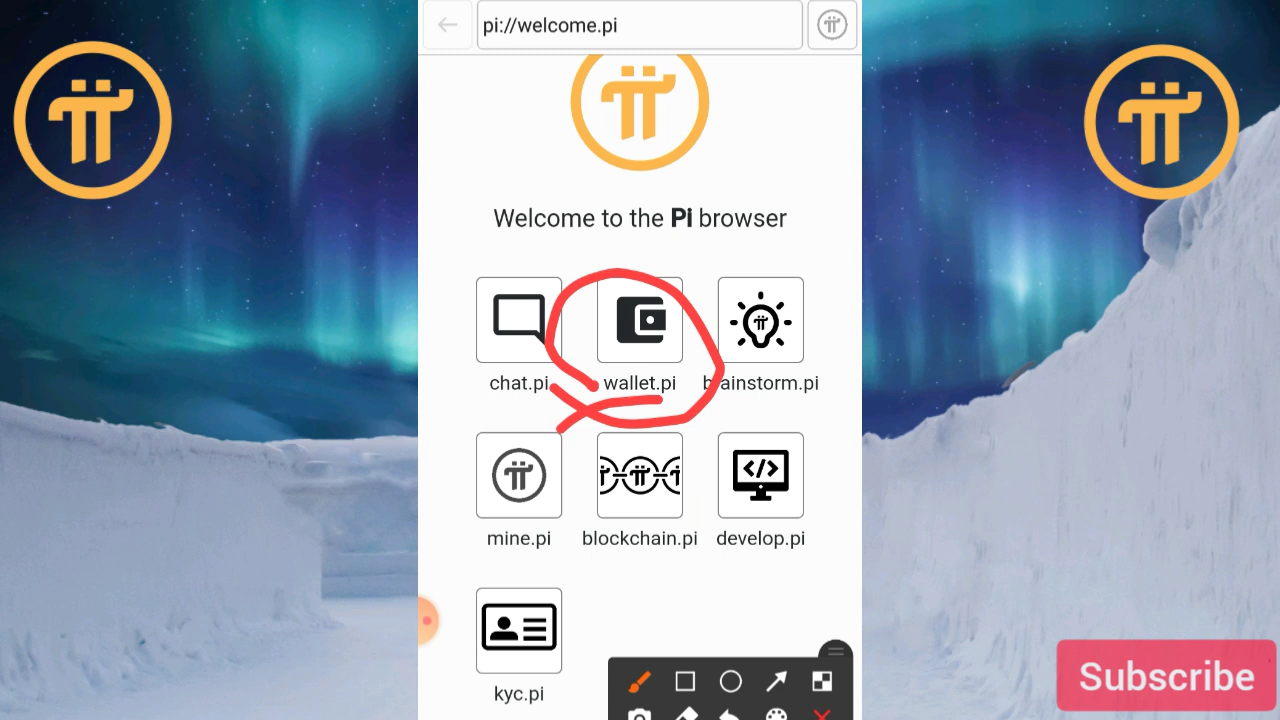 pi://welcome.pi
Welcome to the Pi browser
chat.pi wallet.pi brainstorm.pi
mine.pi blockchain.pi develop.pi
kyc.pi
Subscribe